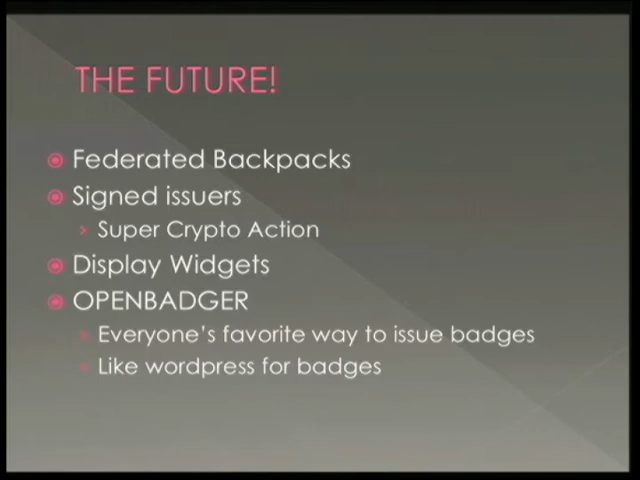 THE FUTURE!
Federated Backpacks
Signed issuers
Super Crypto Action
Display Widgets
OPENBADGER
Everyone's favorite way to issue badges
Like wordpress for badges